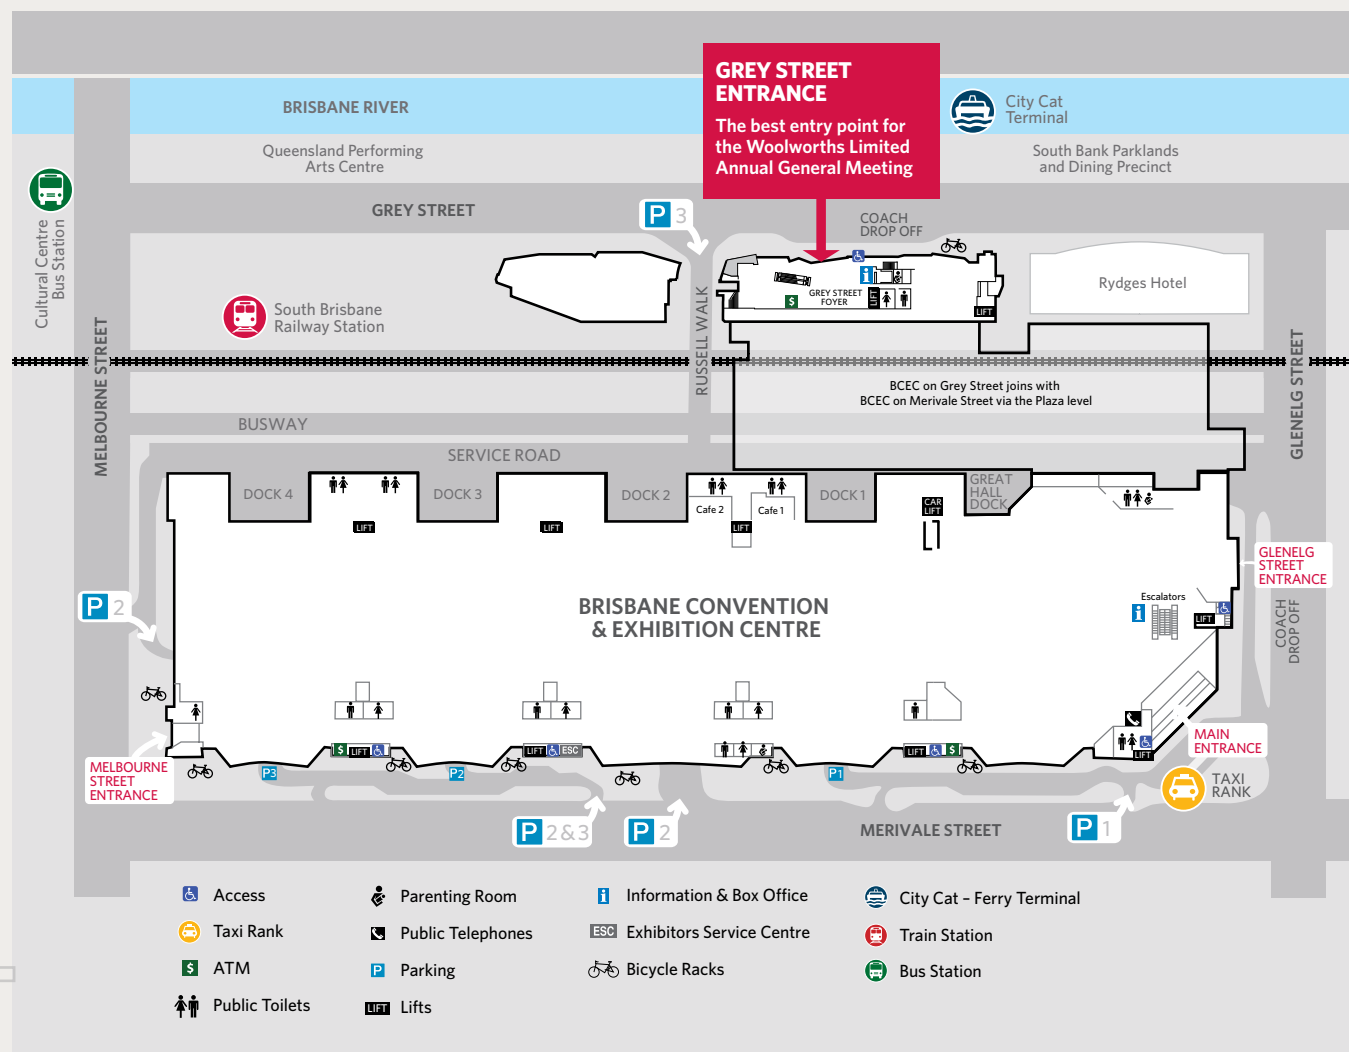 BRISBANE RIVER
GREY STREET
ENTRANCE
The best entry point for
the Woolworths Limited
Annual General Meeting
City Cat
Terminal
Queensland Performing
Arts Centre
South Bank Parklands
and Dining Precinct
Cultural Centre
Bus Station
GREY STREET
P 3
COACH
DROP OFF
i
$
GREY STREET
FOYER
LIFT
LIFT
Rydges Hotel
South Brisbane
Railway Station
MELBOURNE STREET
RUSSELL WALK
GLENELG STREET
BCEC on Grey Street joins with
BCEC on Merivale Street via the Plaza level
BUSWAY
SERVICE ROAD
DOCK 4
DOCK 3
DOCK 2
DOCK 1
GREAT
HALL
DOCK
Cafe 2
Cafe 1
CAR
LIFT
LIFT
LIFT
LIFT
GLENELG
STREET
ENTRANCE
P 2
BRISBANE CONVENTION
& EXHIBITION CENTRE
Escalators
i
LIFT
COACH
DROP OFF
MELBOURNE
STREET
ENTRANCE
$ LIFT
LIFT ESC
LIFT $
LIFT
MAIN
ENTRANCE
P3
P2
P1
TAXI
RANK
P 2 & 3
P 2
MERIVALE STREET
P 1
Access
Parenting Room
i Information & Box Office
City Cat – Ferry Terminal
Taxi Rank
Public Telephones
ESC Exhibitors Service Centre
Train Station
$ ATM
P Parking
Bicycle Racks
Bus Station
Public Toilets
LIFT Lifts